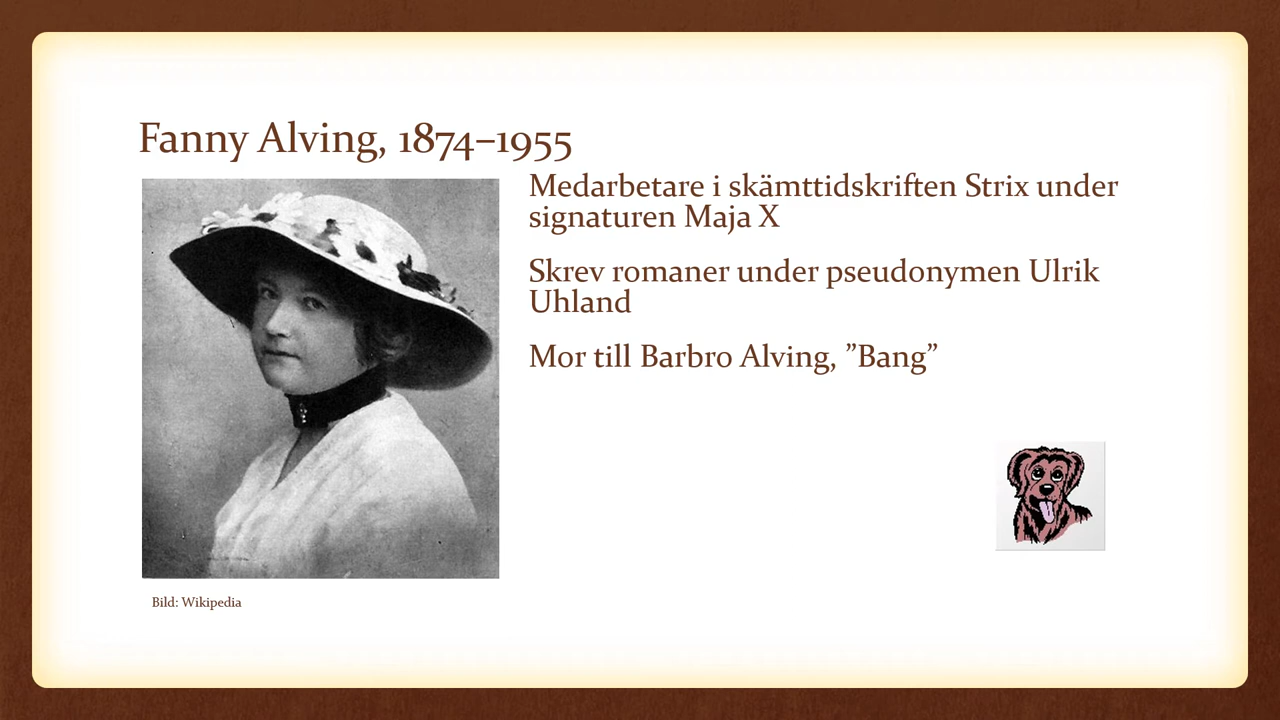 Fanny Alving, 1874–1955
Medarbetare i skämttidskriften Strix under
signaturen Maja X
Skrev romaner under pseudonymen Ulrik
Uhland
Mor till Barbro Alving, ”Bang”
Bild: Wikipedia